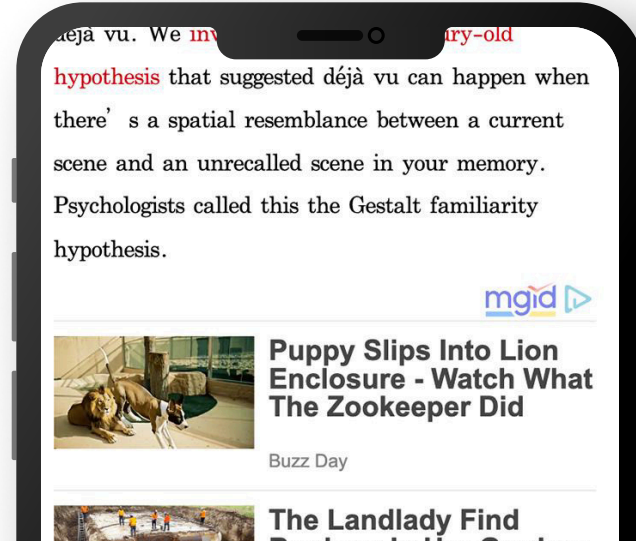 déjà vu. We
hypothesis that suggested déjà vu can happen when
there's a spatial resemblance between a current
scene and an unrecalled scene in your memory.
Psychologists called this the Gestalt familiarity
hypothesis.
mgid
Puppy Slips Into Lion
Enclosure - Watch What
The Zookeeper Did
Buzz Day
The Landlady Find